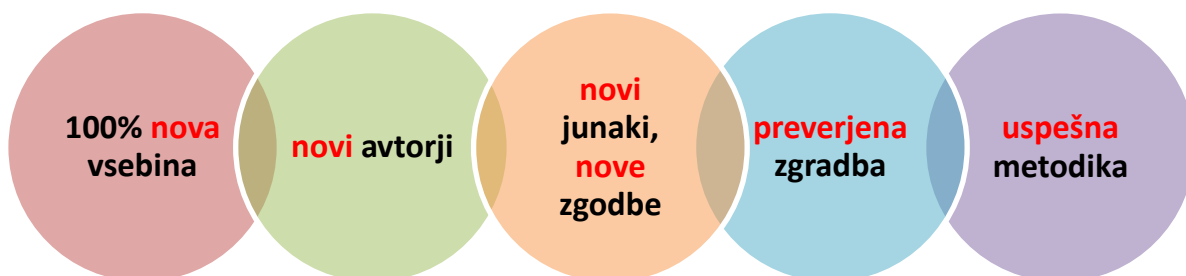 100% nova
vsebina
novi avtorji
novi
junaki,
nove
zgodbe
preverjena
zgradba
uspešna
metodika